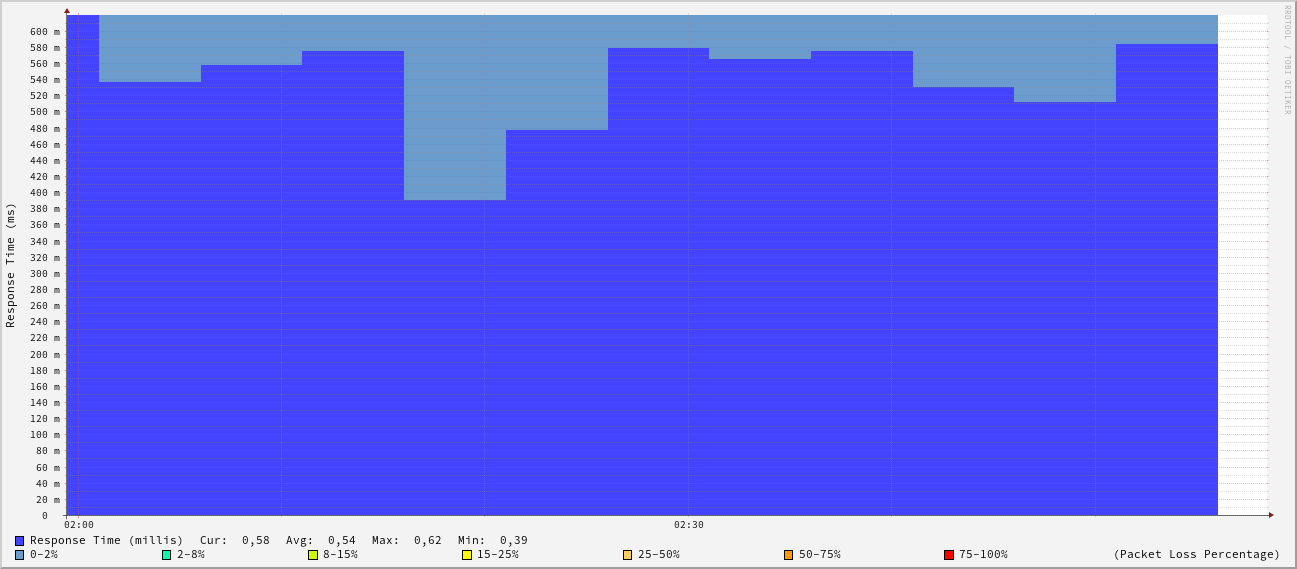 RRDTOOL / TOBI OETIKER
Response Time (ms)
600 m
580 m
560 m
540 m
520 m
500 m
480 m
460 m
440 m
420 m
400 m
380 m
360 m
340 m
320 m
300 m
280 m
260 m
240 m
220 m
200 m
180 m
160 m
140 m
120 m
100 m
80 m
60 m
40 m
20 m
0
02:00 02:30
Response Time (millis) Cur: 0,58 Avg: 0,54 Max: 0,62 Min: 0,39
0-2% 2-8% 8-15% 15-25% 25-50% 50-75% 75-100% (Packet Loss Percentage)